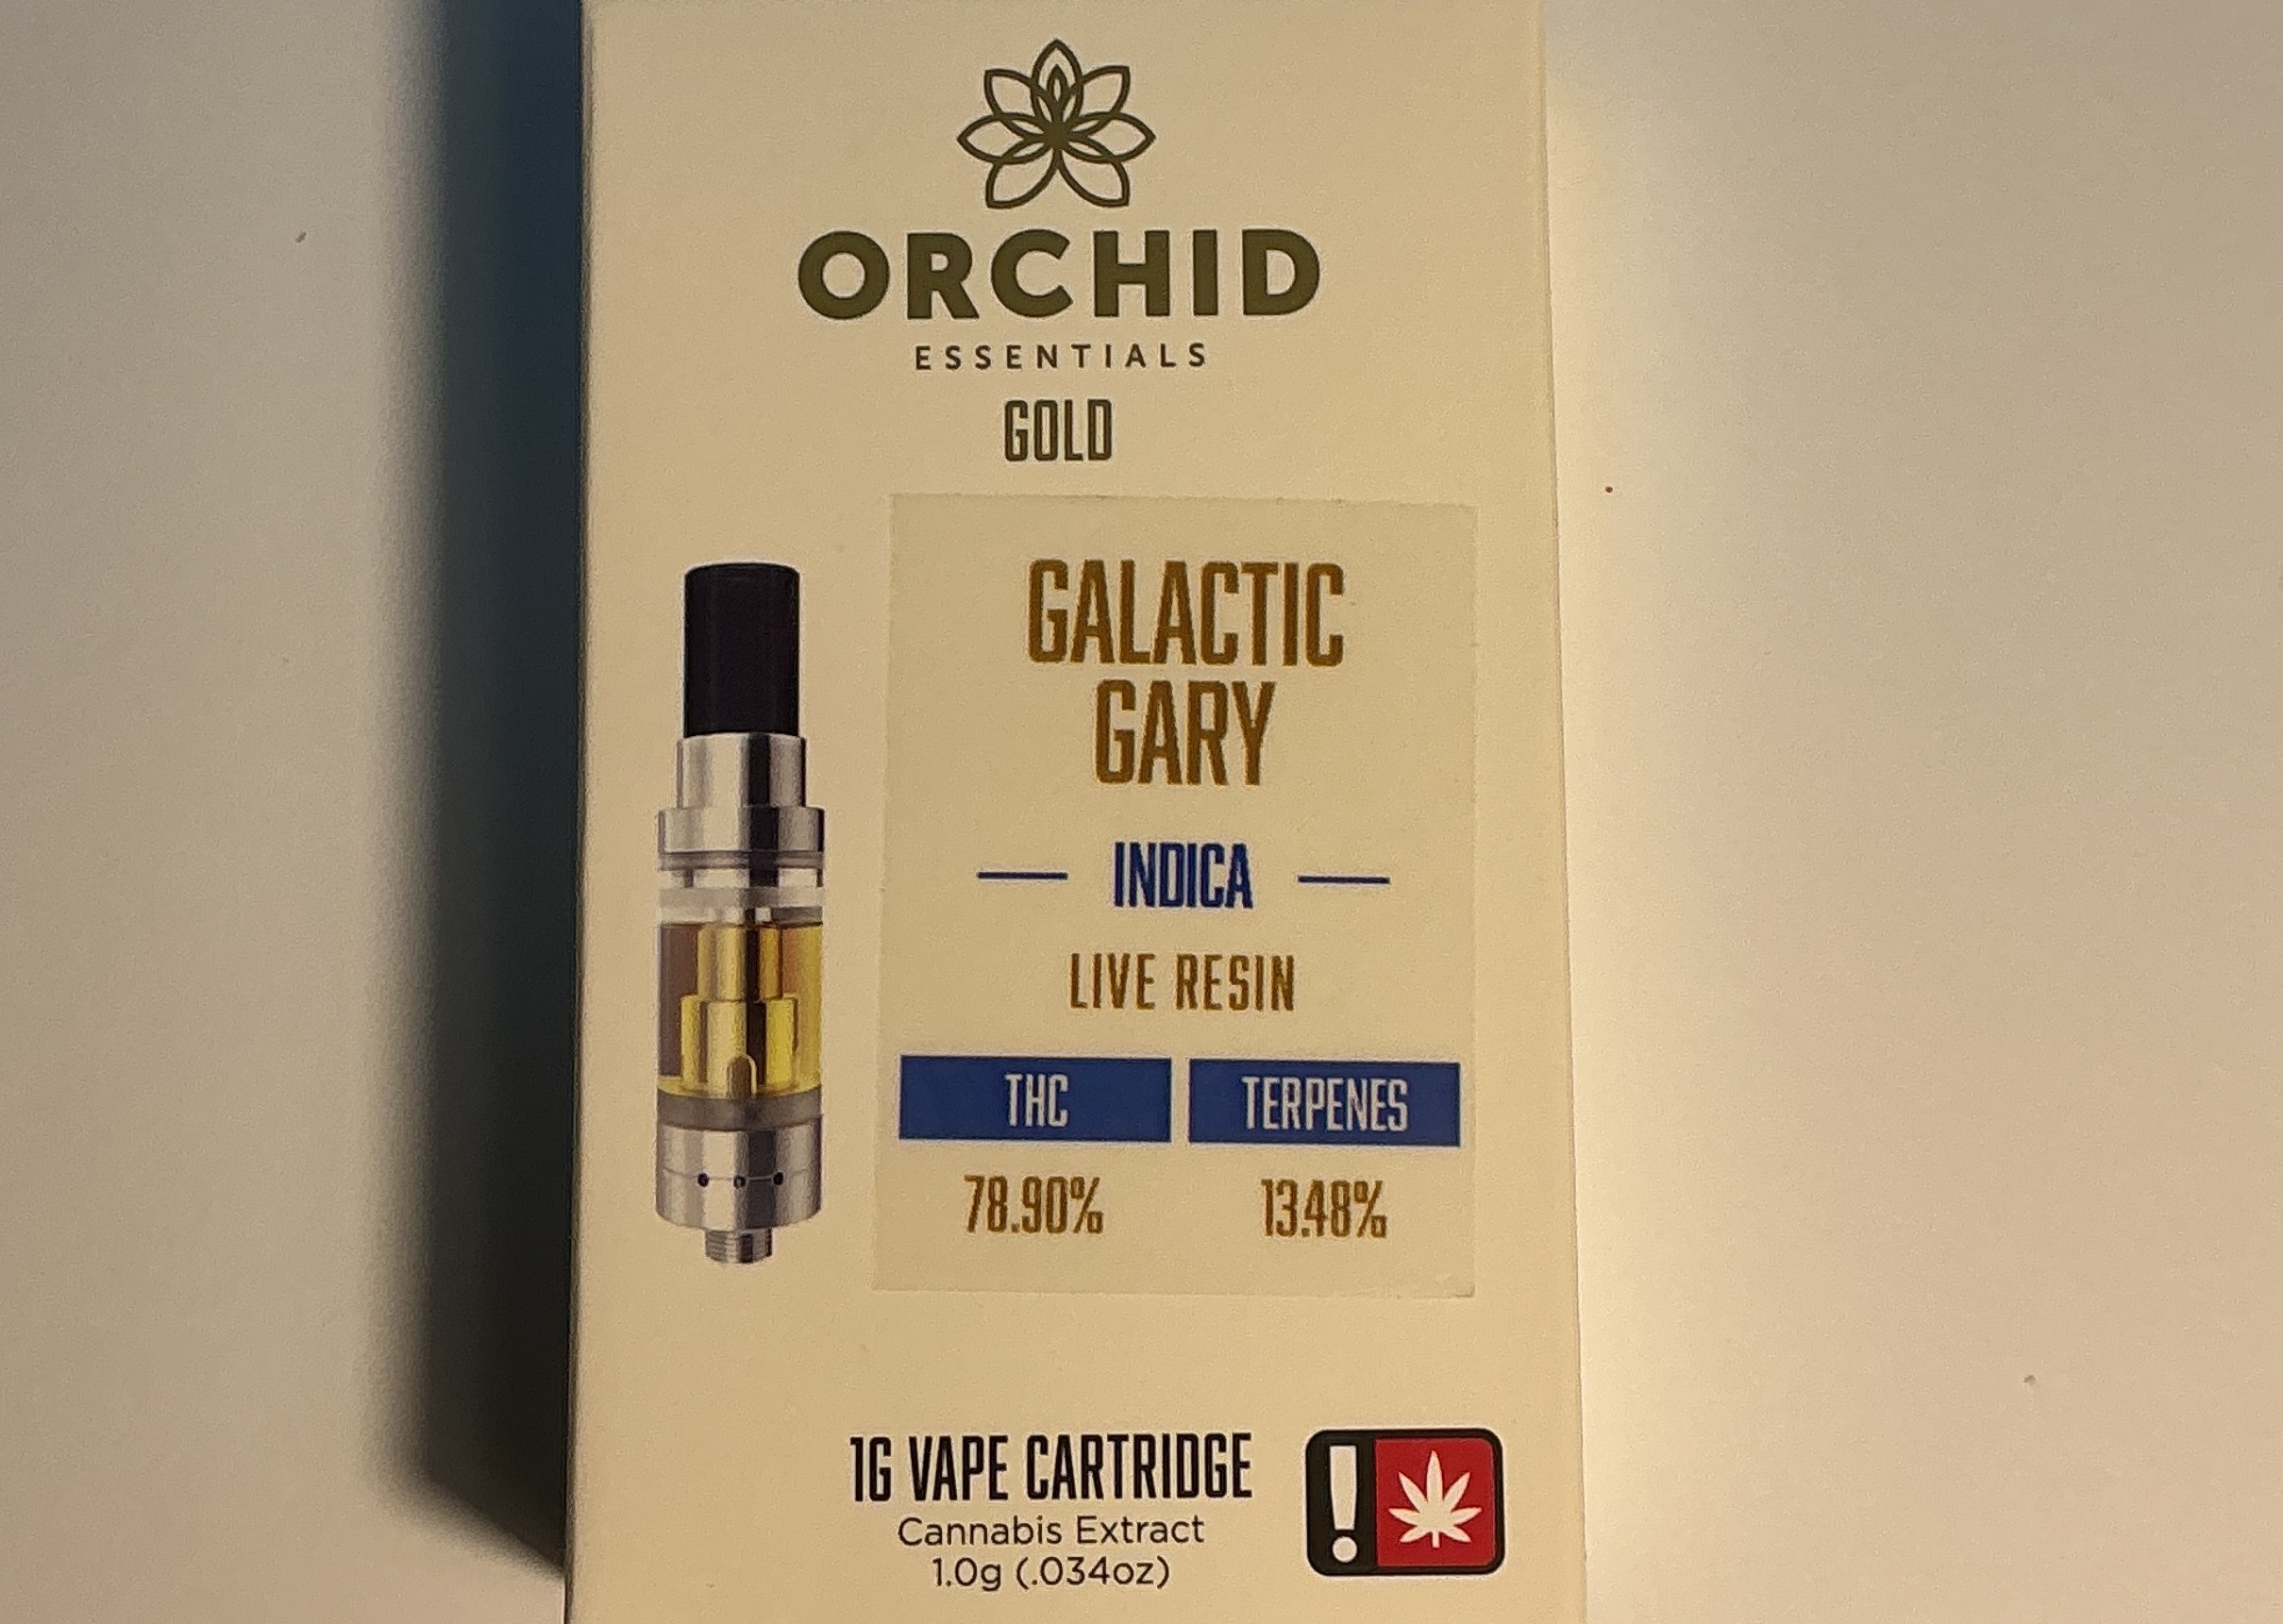 ORCHID
ESSENTIALS
GOLD
GALACTIC
GARY
INDICA
LIVE RESIN
THC TERPENES
78.90% 13.48%
1G VAPE CARTRIDGE
Cannabis Extract
1.0g (.034oz)